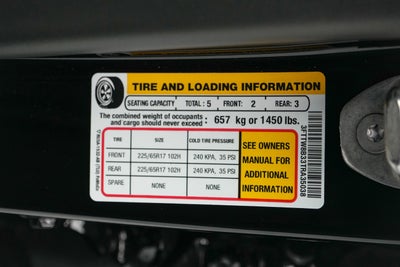 TIRE AND LOADING INFORMATION
SEATING CAPACITY TOTAL: 5 FRONT: 2 REAR: 3
The combined weight of occupants
and cargo should never exceed : 657 kg or 1450 lbs.
TIRE SIZE COLD TIRE PRESSURE
FRONT 225/65R17 102H 240 KPA, 35 PSI
REAR 225/65R17 102H 240 KPA, 35 PSI
SPARE NONE NONE
SEE OWNERS
MANUAL FOR
ADDITIONAL
INFORMATION
3FTTW8B33TRA35038